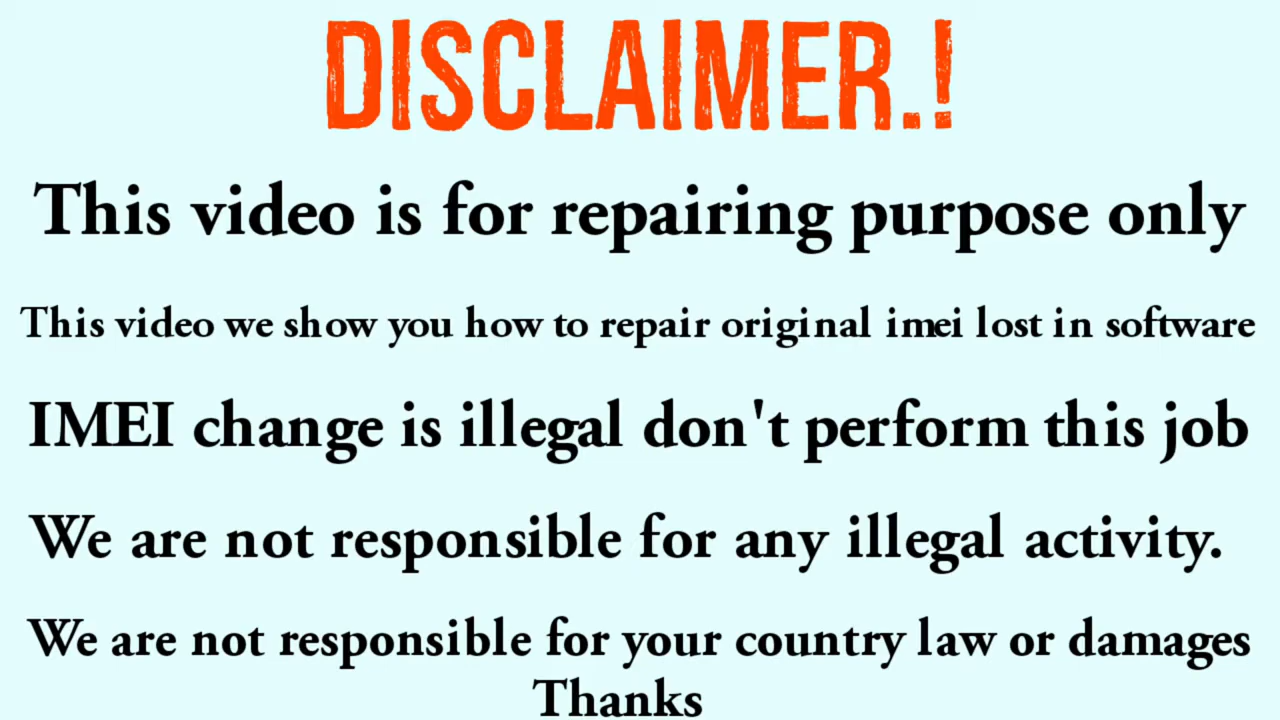 DISCLAIMER.!
This video is for repairing purpose only
This video we show you how to repair original imei lost in software
IMEI change is illegal don't perform this job
We are not responsible for any illegal activity.
We are not responsible for your country law or damages
Thanks